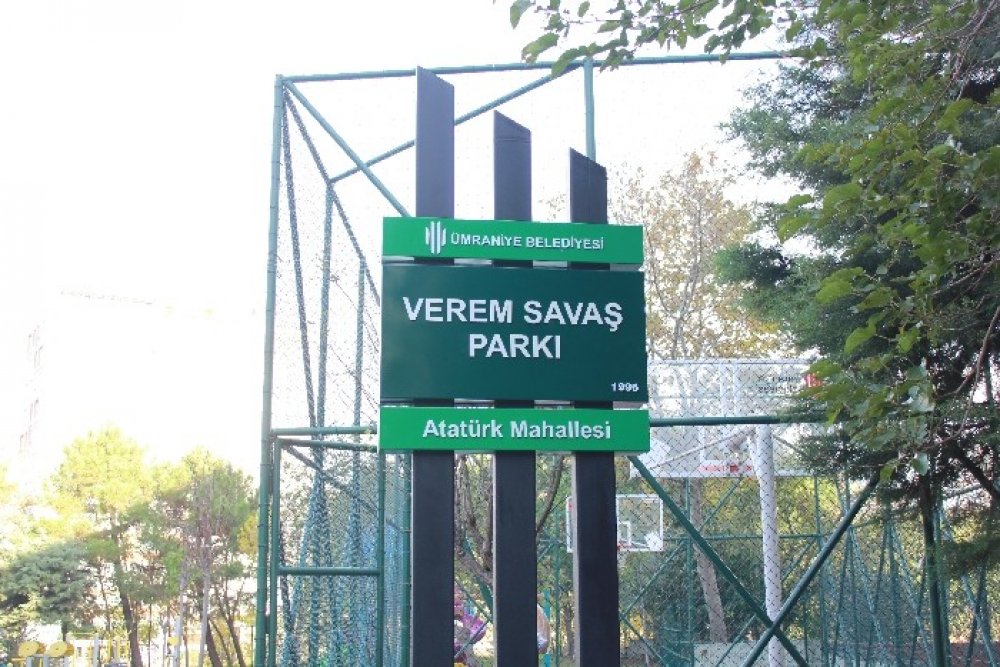 ÜMRANİYE BELEDİYESİ
VEREM SAVAŞ
PARKI
1995
Atatürk Mahallesi